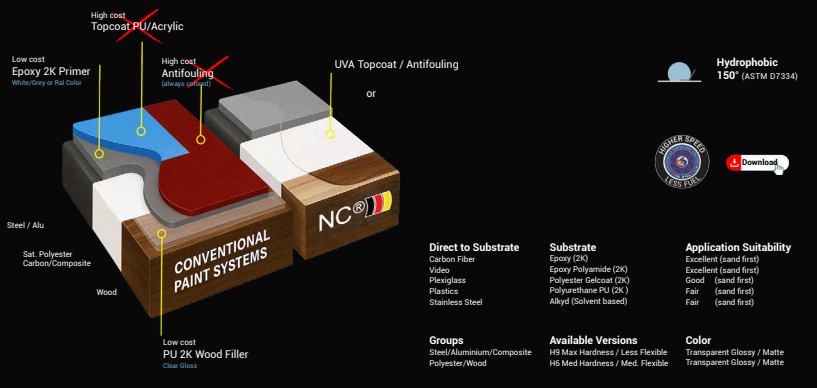 High cost
Topcoat PU/Acrylic
Low cost
Epoxy 2K Primer
White/Grey or Ral Color
High cost
Antifouling
(always colored)
UVA Topcoat / Antifouling
or
Hydrophobic
150° (ASTM D7334)
HIGHER SPEED
LESS FUEL
Download
NC®
CONVENTIONAL
PAINT SYSTEMS
Steel / Alu
Sat. Polyester
Carbon/Composite
Wood
Low cost
PU 2K Wood Filler
Clear Gloss
Direct to Substrate
Carbon Fiber
Video
Plexiglass
Plastics
Stainless Steel
Substrate
Epoxy (2K)
Epoxy Polyamide (2K)
Polyester Gelcoat (2K)
Polyurethane PU (2K )
Alkyd (Solvent based)
Application Suitability
Excellent (sand first)
Excellent (sand first)
Good (sand first)
Fair (sand first)
Fair (sand first)
Groups
Steel/Aluminium/Composite
Polyester/Wood
Available Versions
H9 Max Hardness / Less Flexible
H6 Med Hardness / Med. Flexible
Color
Transparent Glossy / Matte
Transparent Glossy / Matte